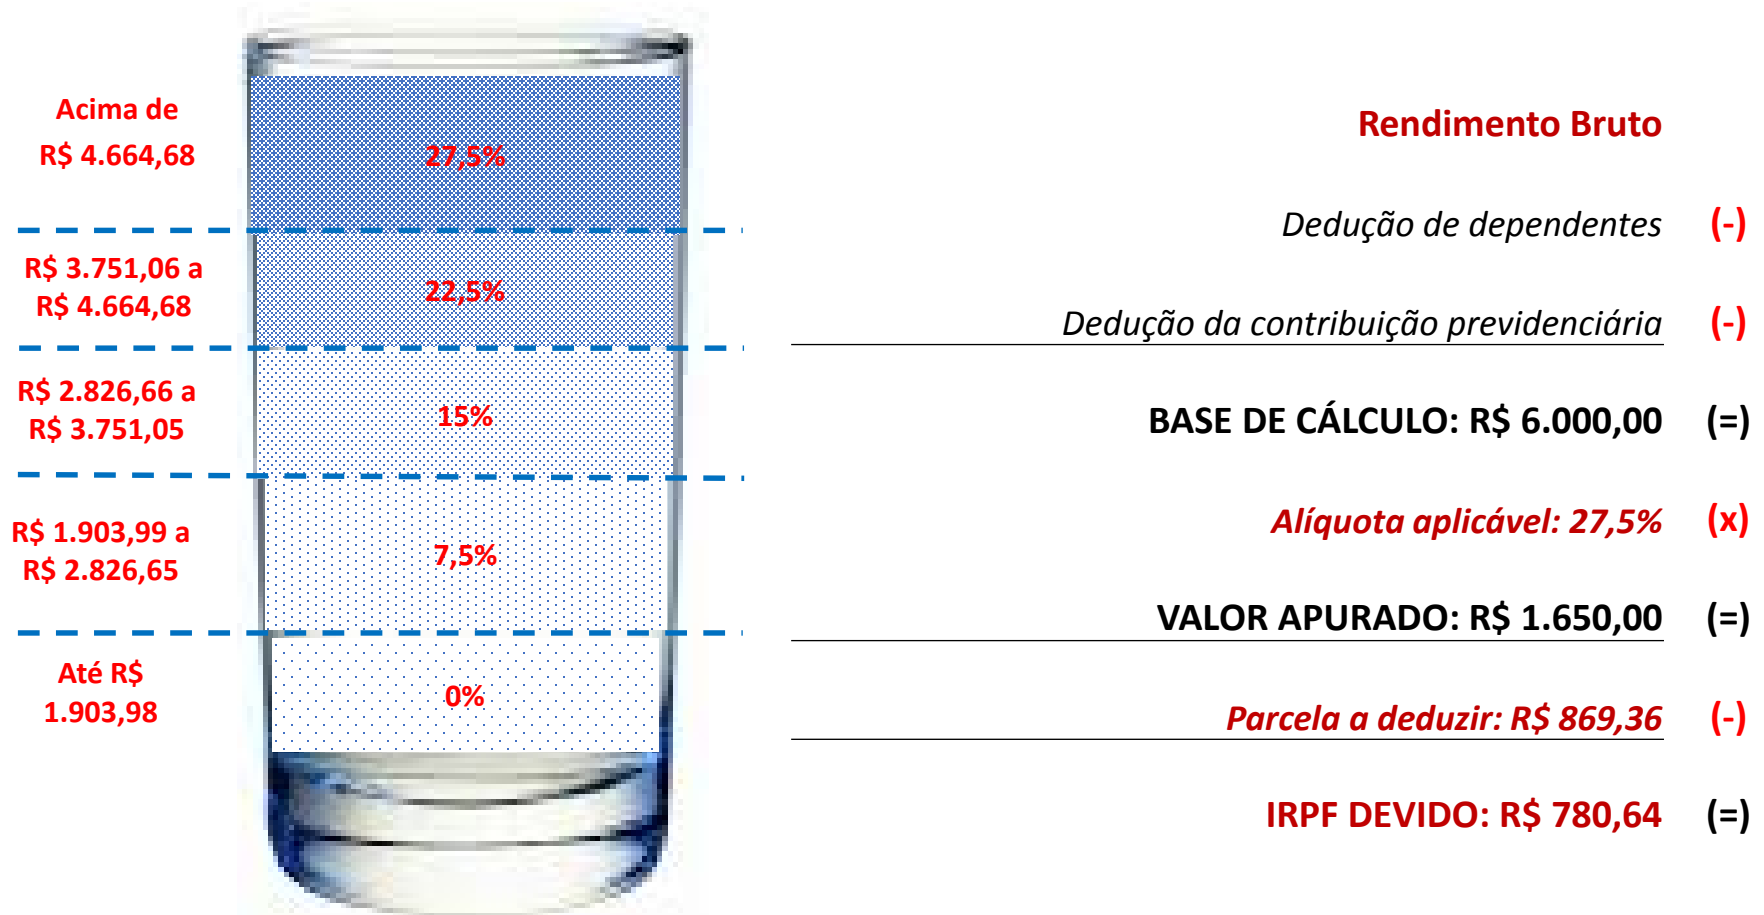 Acima de
R$ 4.664,68
27,5%
R$ 3.751,06 a
R$ 4.664,68
22,5%
R$ 2.826,66 a
R$ 3.751,05
15%
R$ 1.903,99 a
R$ 2.826,65
7,5%
Até R$
1.903,98
0%
Rendimento Bruto
Dedução de dependentes (-)
Dedução da contribuição previdenciária (-)
BASE DE CÁLCULO: R$ 6.000,00 (=)
Alíquota aplicável: 27,5% (x)
VALOR APURADO: R$ 1.650,00 (=)
Parcela a deduzir: R$ 869,36 (-)
IRPF DEVIDO: R$ 780,64 (=)